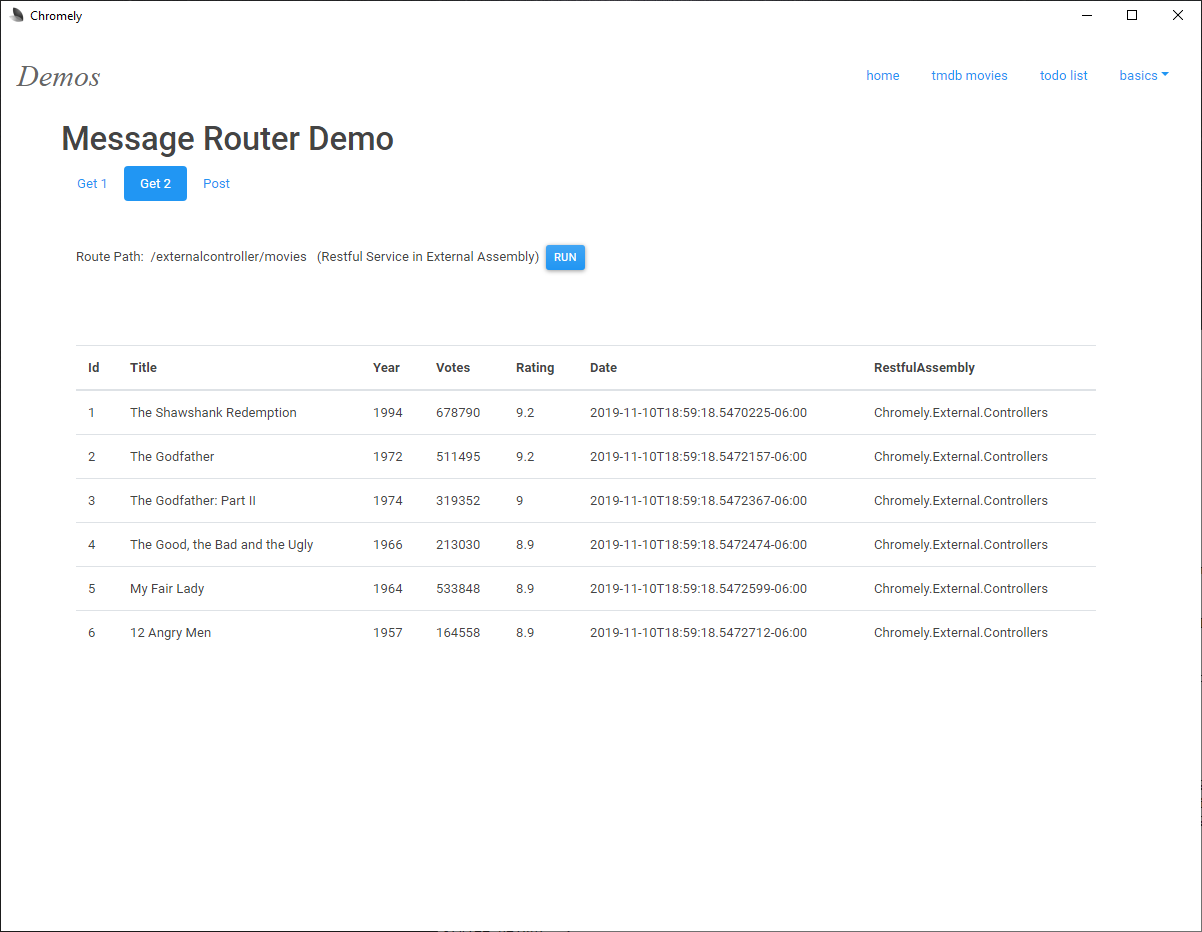 Chromely
Demos home tmdb movies todo list basics
Message Router Demo
Get 1 Get 2 Post
Route Path: /externalcontroller/movies (Restful Service in External Assembly) RUN
Id Title Year Votes Rating Date RestfulAssembly
1 The Shawshank Redemption 1994 678790 9.2 2019-11-10T18:59:18.5470225-06:00 Chromely.External.Controllers
2 The Godfather 1972 511495 9.2 2019-11-10T18:59:18.5472157-06:00 Chromely.External.Controllers
3 The Godfather: Part II 1974 319352 9 2019-11-10T18:59:18.5472367-06:00 Chromely.External.Controllers
4 The Good, the Bad and the Ugly 1966 213030 8.9 2019-11-10T18:59:18.5472474-06:00 Chromely.External.Controllers
5 My Fair Lady 1964 533848 8.9 2019-11-10T18:59:18.5472599-06:00 Chromely.External.Controllers
6 12 Angry Men 1957 164558 8.9 2019-11-10T18:59:18.5472712-06:00 Chromely.External.Controllers